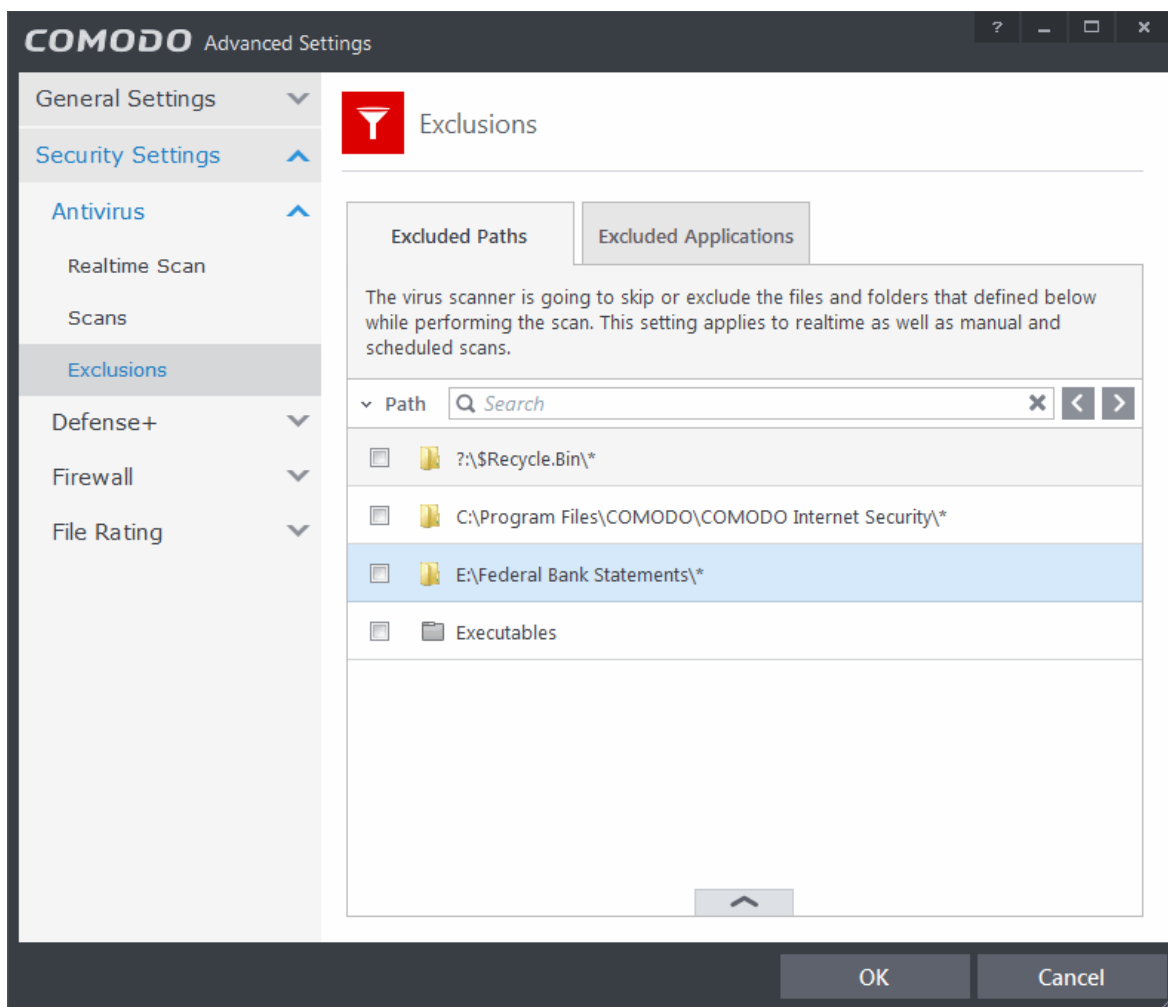 COMODO Advanced Settings
?
General Settings
Security Settings
Antivirus
Realtime Scan
Scans
Exclusions
Defense+
Firewall
File Rating
Exclusions
Excluded Paths
Excluded Applications
The virus scanner is going to skip or exclude the files and folders that defined below
while performing the scan. This setting applies to realtime as well as manual and
scheduled scans.
Path
Search
?:\$Recycle.Bin\*
C:\Program Files\COMODO\COMODO Internet Security\*
E:\Federal Bank Statements\*
Executables
OK
Cancel